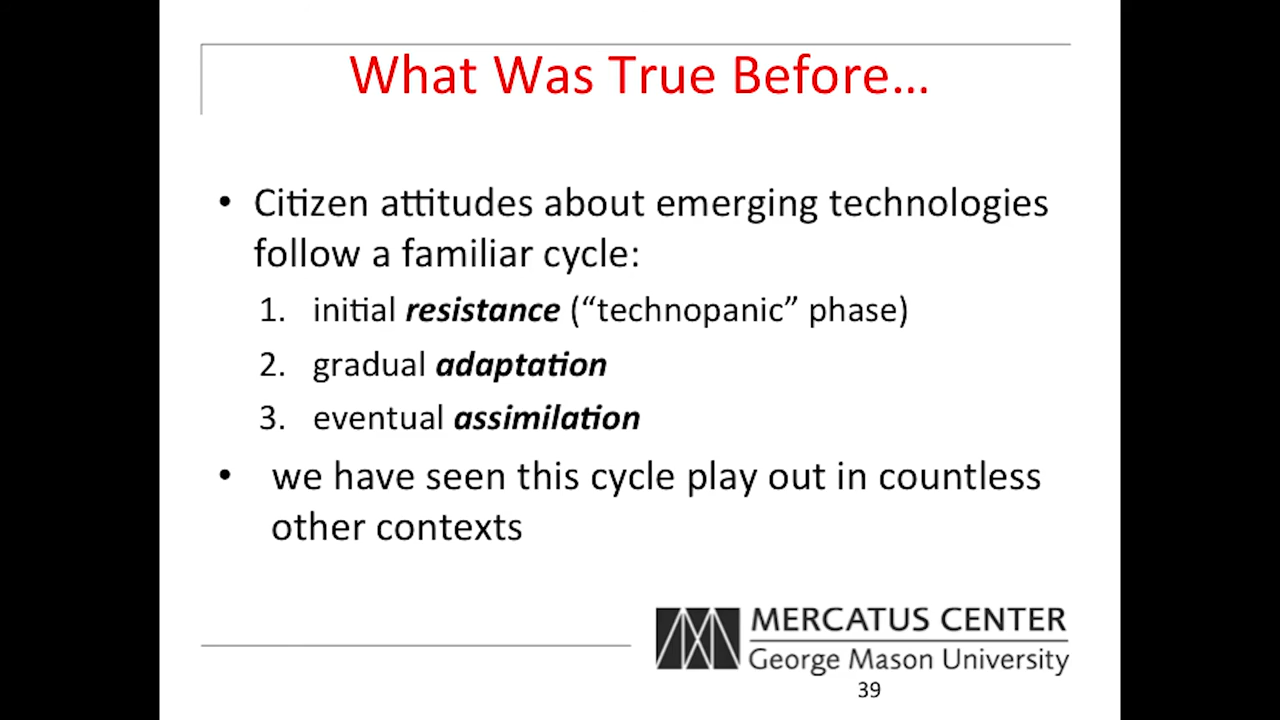 What Was True Before...
• Citizen attitudes about emerging technologies
follow a familiar cycle:
1. initial resistance (“technopanic” phase)
2. gradual adaptation
3. eventual assimilation
• we have seen this cycle play out in countless
other contexts
MERCATUS CENTER
George Mason University
39